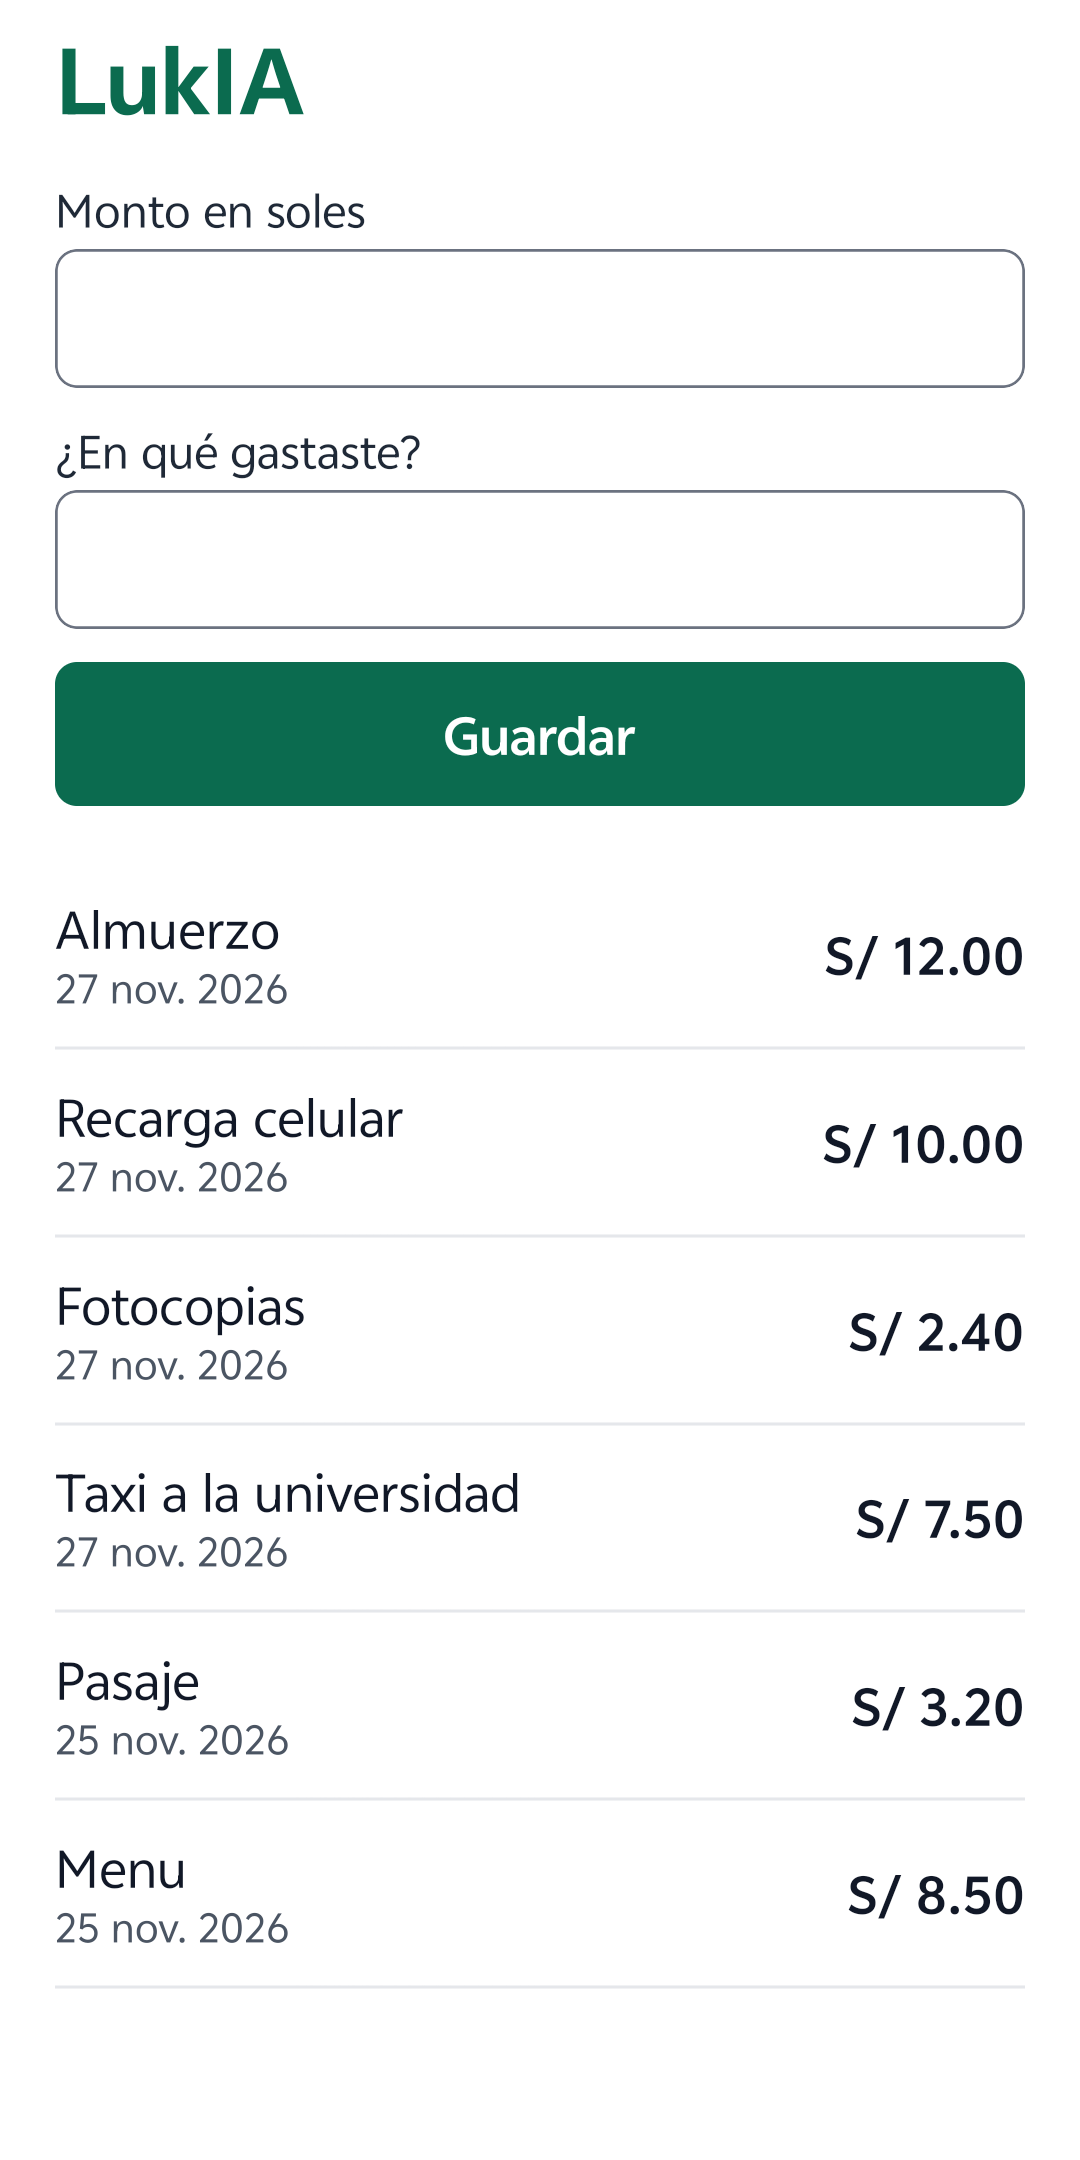 LukIA
Monto en soles
¿En qué gastaste?
Guardar
Almuerzo
27 nov. 2026
S/ 12.00
Recarga celular
27 nov. 2026
S/ 10.00
Fotocopias
27 nov. 2026
S/ 2.40
Taxi a la universidad
27 nov. 2026
S/ 7.50
Pasaje
25 nov. 2026
S/ 3.20
Menu
25 nov. 2026
S/ 8.50